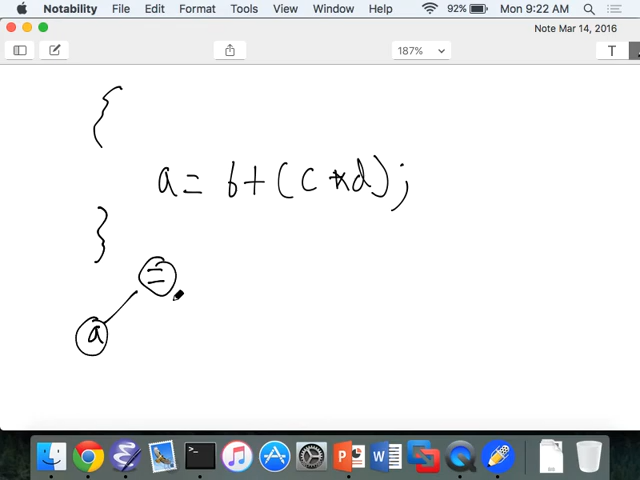 Notability File Edit Format Tools View Window Help 92% Mon 9:22 AM
Note Mar 14, 2016
187% T
{
a = b + (c * d);
}
=
a
>_ P W